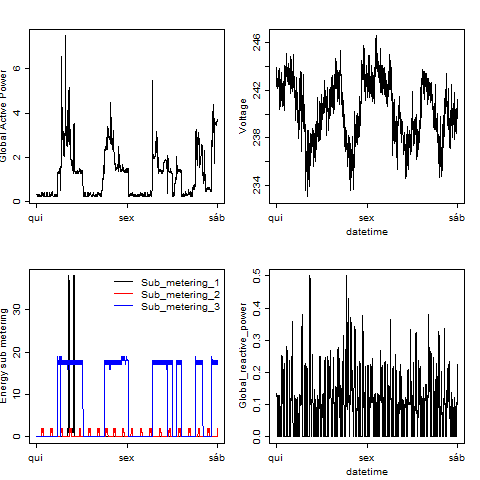 Global Active Power
0 2 4 6
qui sex sáb
Voltage
234 238 242 246
qui sex sáb
datetime
Energy sub metering
0 10 20 30
Sub_metering_1
Sub_metering_2
Sub_metering_3
qui sex sáb
Global_reactive_power
0.0 0.1 0.2 0.3 0.4 0.5
qui sex sáb
datetime